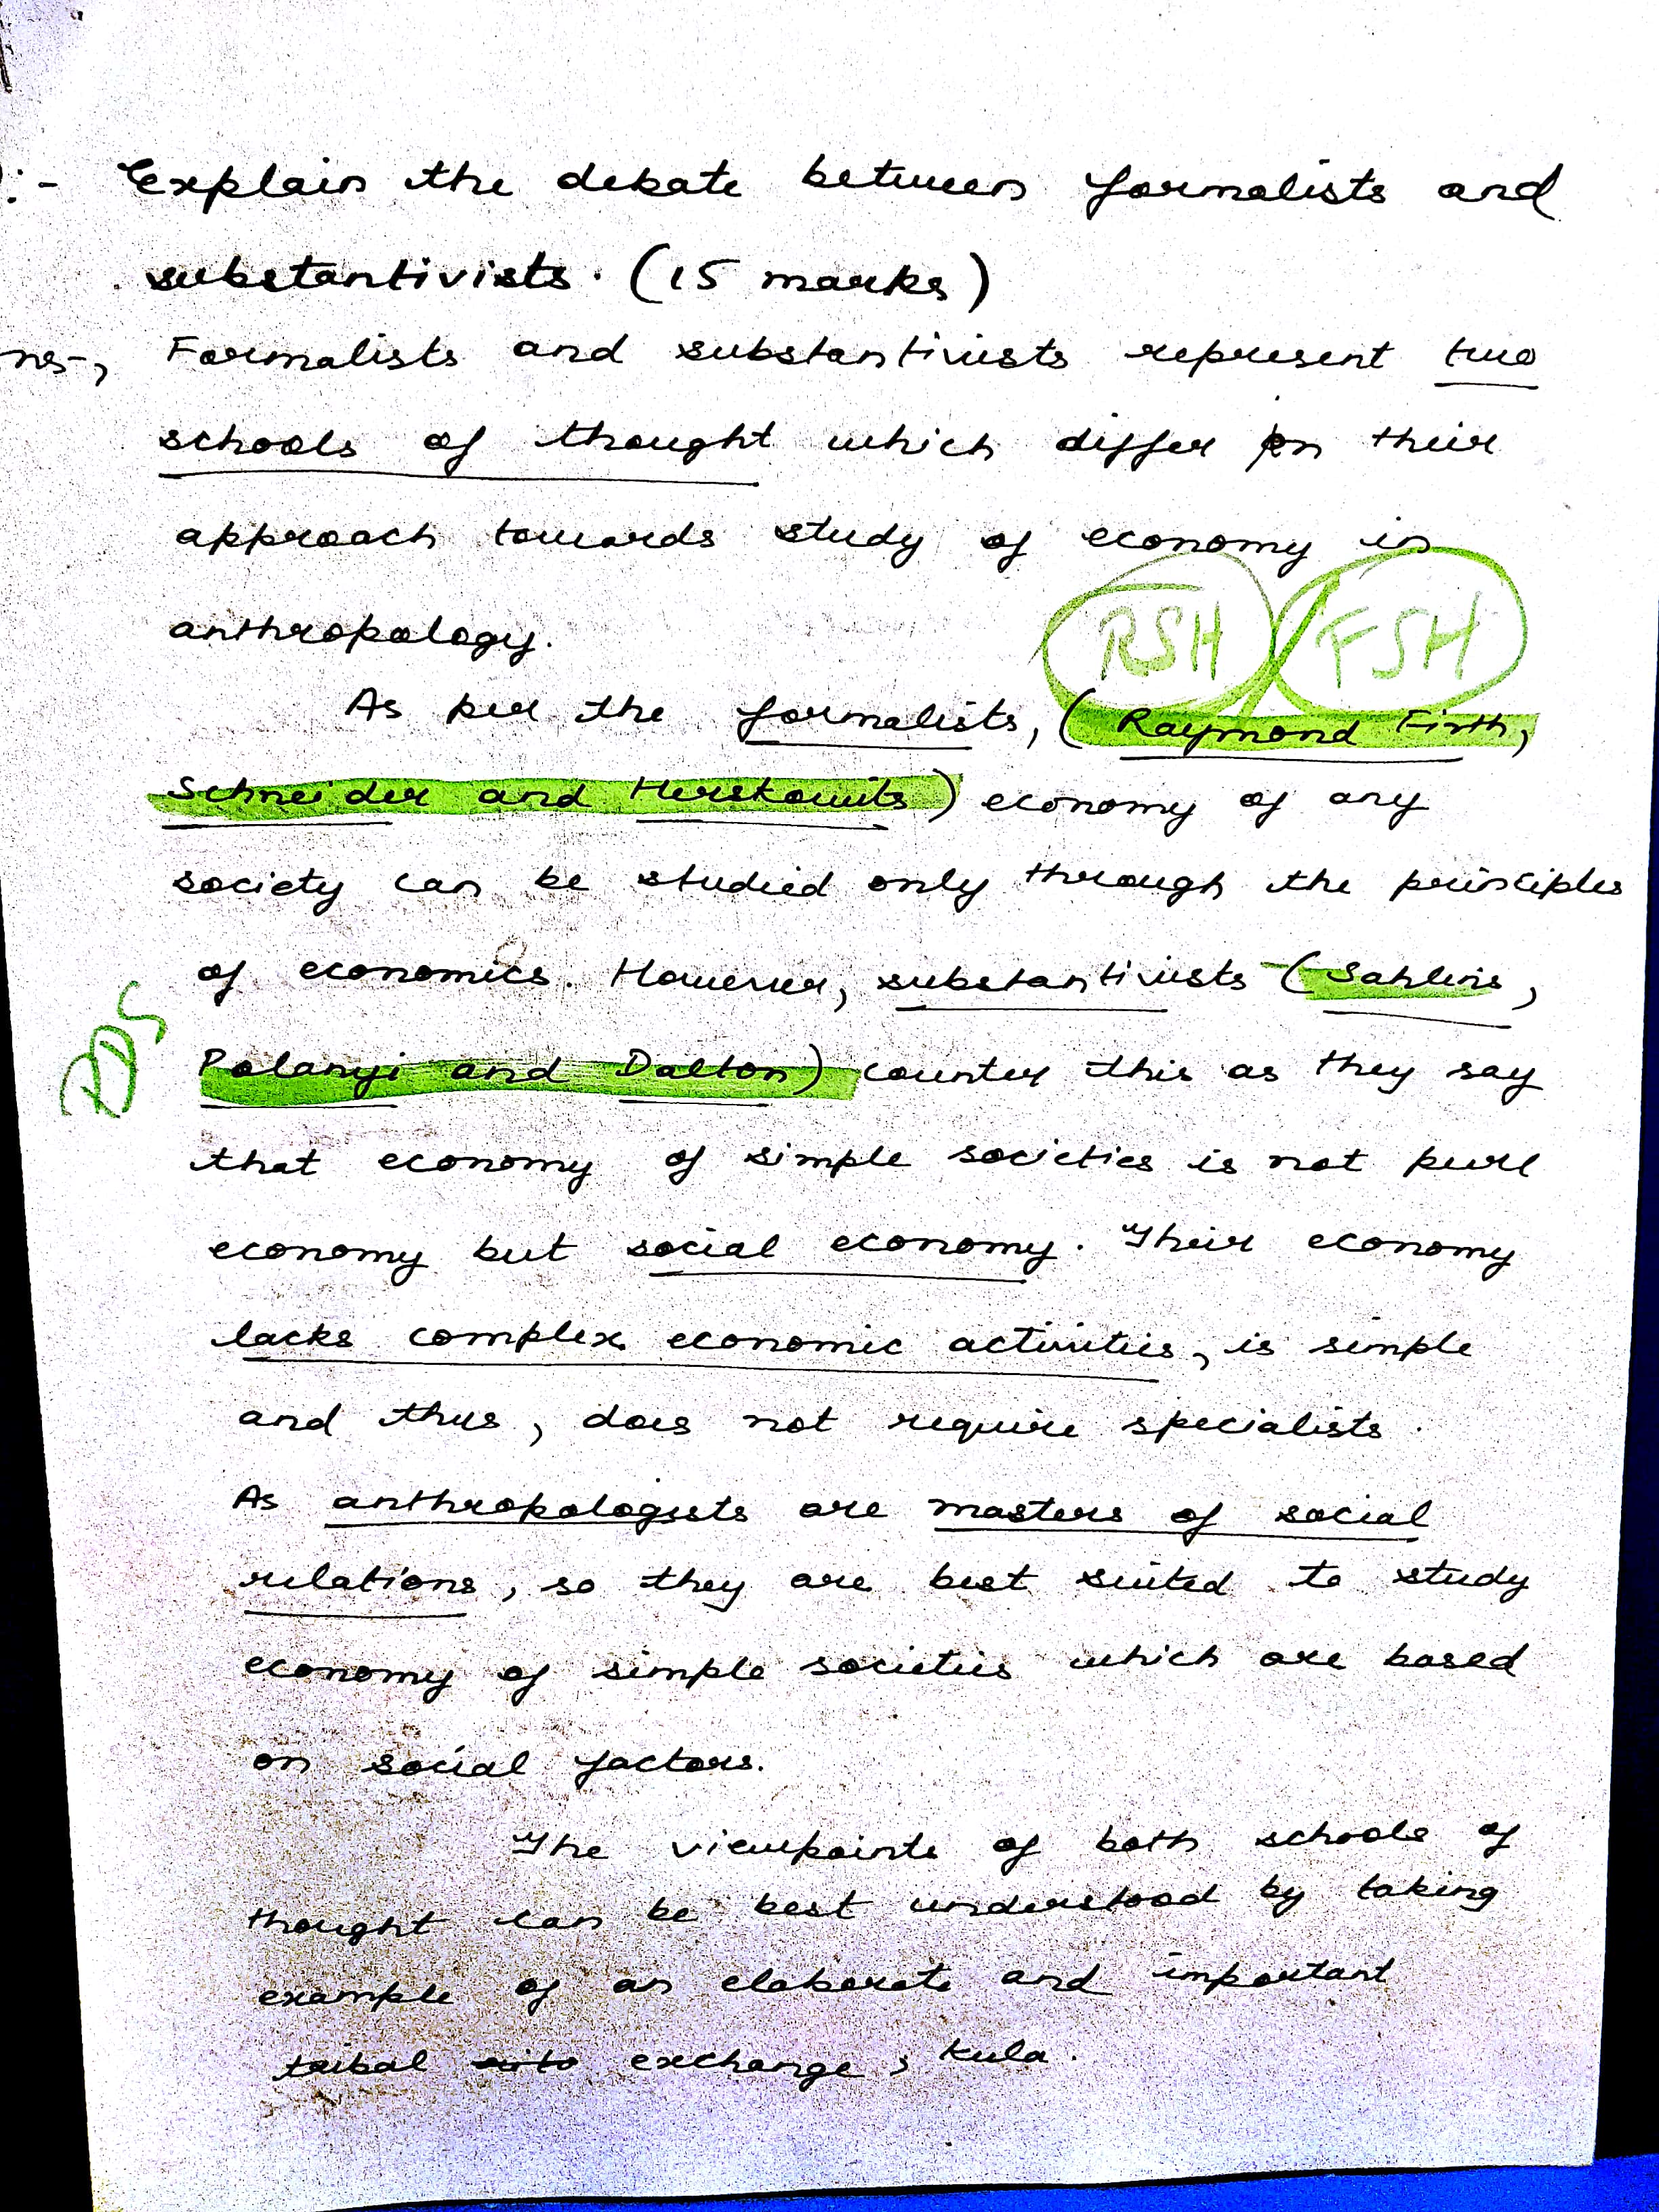 :- Explain the debate between formalists and
substantivists. (15 marks)
ns-, Formalists and substantivists represent two
schools of thought which differ in their
approach towards study of economy in
anthropology.
RSH FSH
As per the formalists, (Raymond Firth,
Schneider and Herskovits) economy of any
society can be studied only through the principles
of economics. However, substantivists (Sahlins,
Polanyi and Dalton) counter this as they say
that economy of simple societies is not pure
economy but social economy. Their economy
lacks complex economic activities, is simple
and thus, does not require specialists.
As anthropologists are masters of social
relations, so they are best suited to study
economy of simple societies which are based
on social factors.
The viewpoints of both schools of
thought can be best understood by taking
example of an elaborate and important
tribal exchange, Kula.